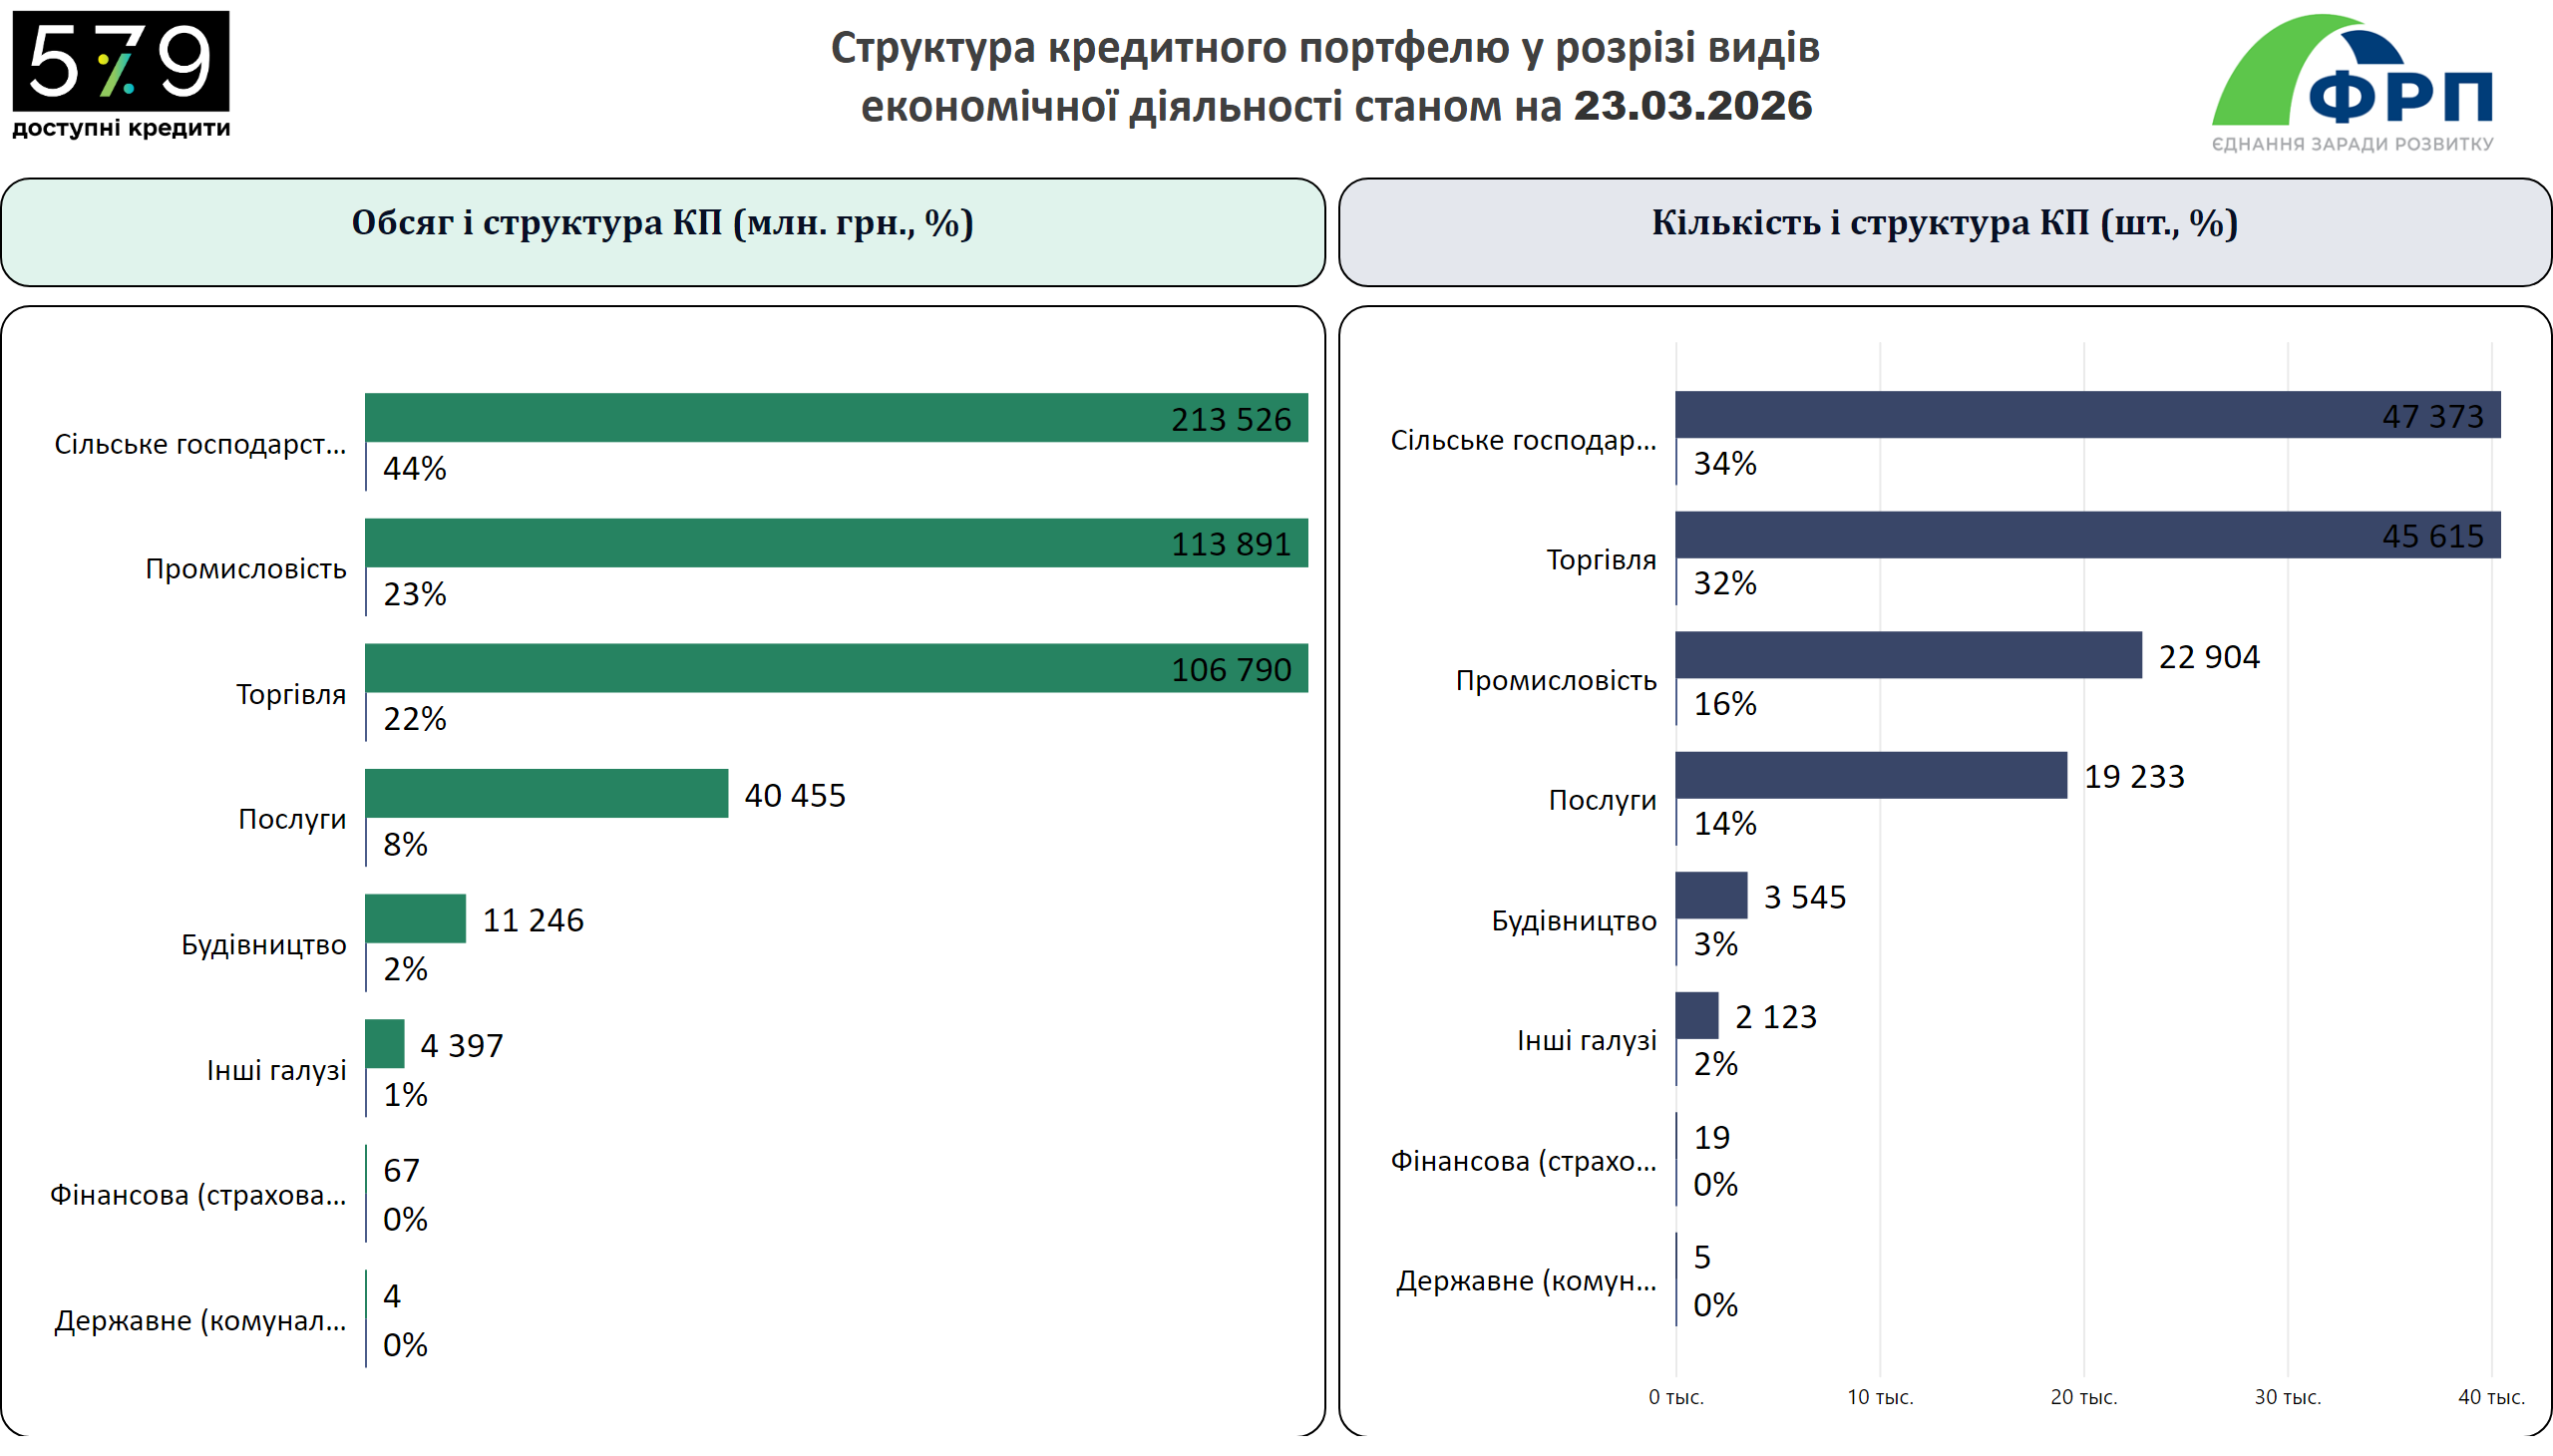 579
доступні кредити
Структура кредитного портфелю у розрізі видів
економічної діяльності станом на 23.03.2026
ФРП
ЄДНАННЯ ЗАРАДИ РОЗВИТКУ
Обсяг і структура КП (млн. грн., %)
Сільське господарст...
213 526
44%
Промисловість
113 891
23%
Торгівля
106 790
22%
Послуги
40 455
8%
Будівництво
11 246
2%
Інші галузі
4 397
1%
Фінансова (страхова...
67
0%
Державне (комунал...
4
0%
Кількість і структура КП (шт., %)
Сільське господар...
47 373
34%
Торгівля
45 615
32%
Промисловість
22 904
16%
Послуги
19 233
14%
Будівництво
3 545
3%
Інші галузі
2 123
2%
Фінансова (страхо...
19
0%
Державне (комун...
5
0%
0 тыс. 10 тыс. 20 тыс. 30 тыс. 40 тыс.